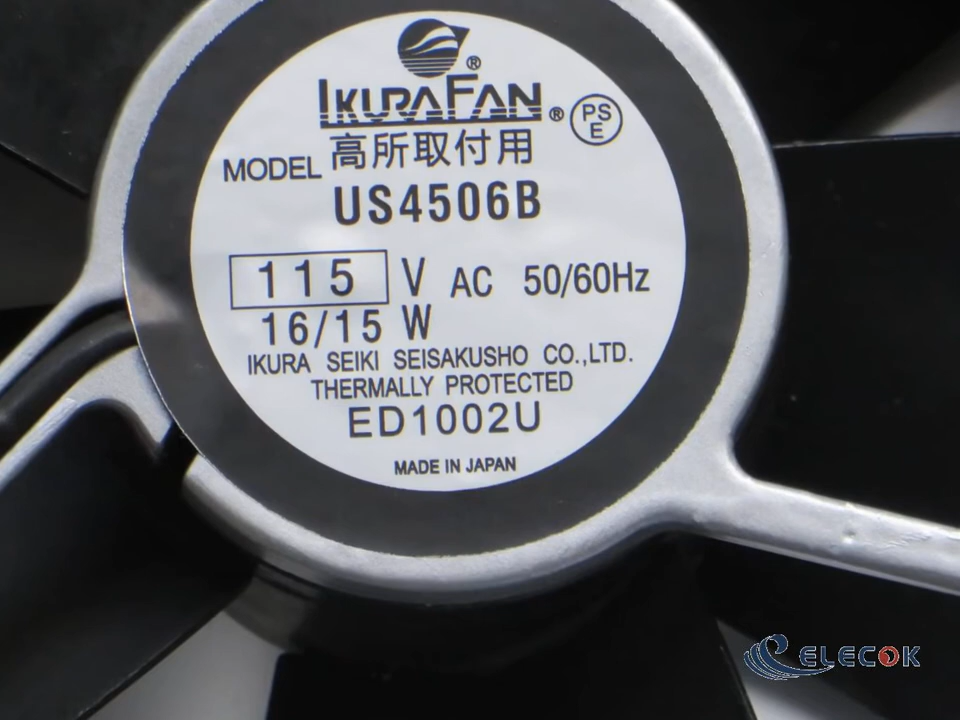 ®
IKURAFAN®
PS
E
高所取付用
MODEL
US4506B
115 V AC 50/60Hz
16/15 W
IKURA SEIKI SEISAKUSHO CO.,LTD.
THERMALLY PROTECTED
ED1002U
MADE IN JAPAN
ELECOK